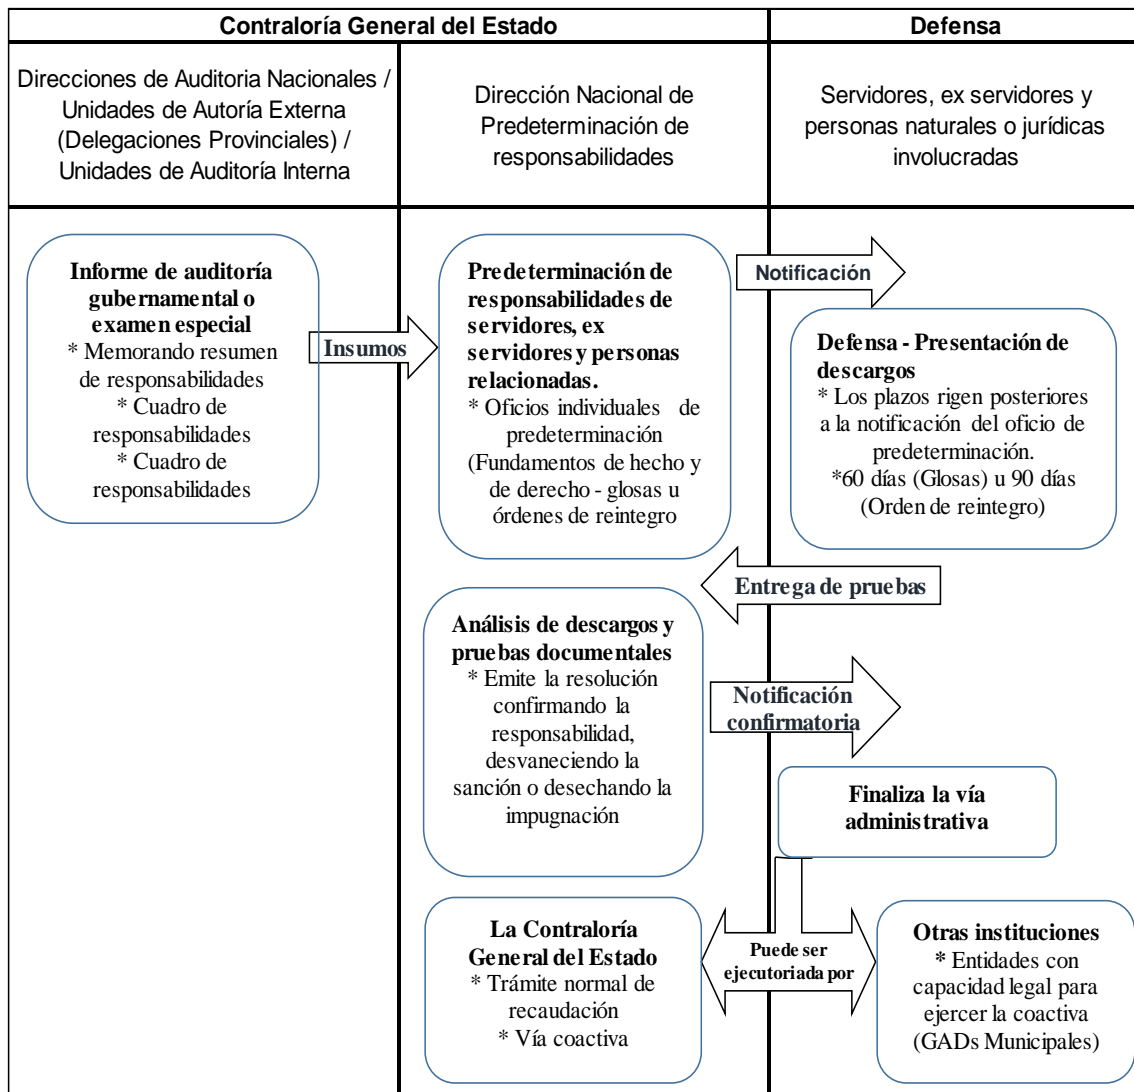 Contraloría General del Estado
Defensa
Direcciones de Auditoria Nacionales /
Unidades de Autoría Externa
(Delegaciones Provinciales) /
Unidades de Auditoría Interna
Dirección Nacional de
Predeterminación de
responsabilidades
Servidores, ex servidores y
personas naturales o jurídicas
involucradas
Informe de auditoría
gubernamental o
examen especial
* Memorando resumen
de responsabilidades
* Cuadro de
responsabilidades
* Cuadro de
responsabilidades
Insumos
Predeterminación de
responsabilidades de
servidores, ex
servidores y personas
relacionadas.
* Oficios individuales de
predeterminación
(Fundamentos de hecho y
de derecho - glosas u
órdenes de reintegro
Notificación
Defensa - Presentación de
descargos
* Los plazos rigen posteriores
a la notificación del oficio de
predeterminación.
*60 días (Glosas) u 90 días
(Orden de reintegro)
Entrega de pruebas
Análisis de descargos y
pruebas documentales
* Emite la resolución
confirmando la
responsabilidad,
desvaneciendo la
sanción o desechando la
impugnación
Notificación
confirmatoria
Finaliza la vía
administrativa
La Contraloría
General del Estado
* Trámite normal de
recaudación
* Vía coactiva
Puede ser
ejecutoriada por
Otras instituciones
* Entidades con
capacidad legal para
ejercer la coactiva
(GADs Municipales)